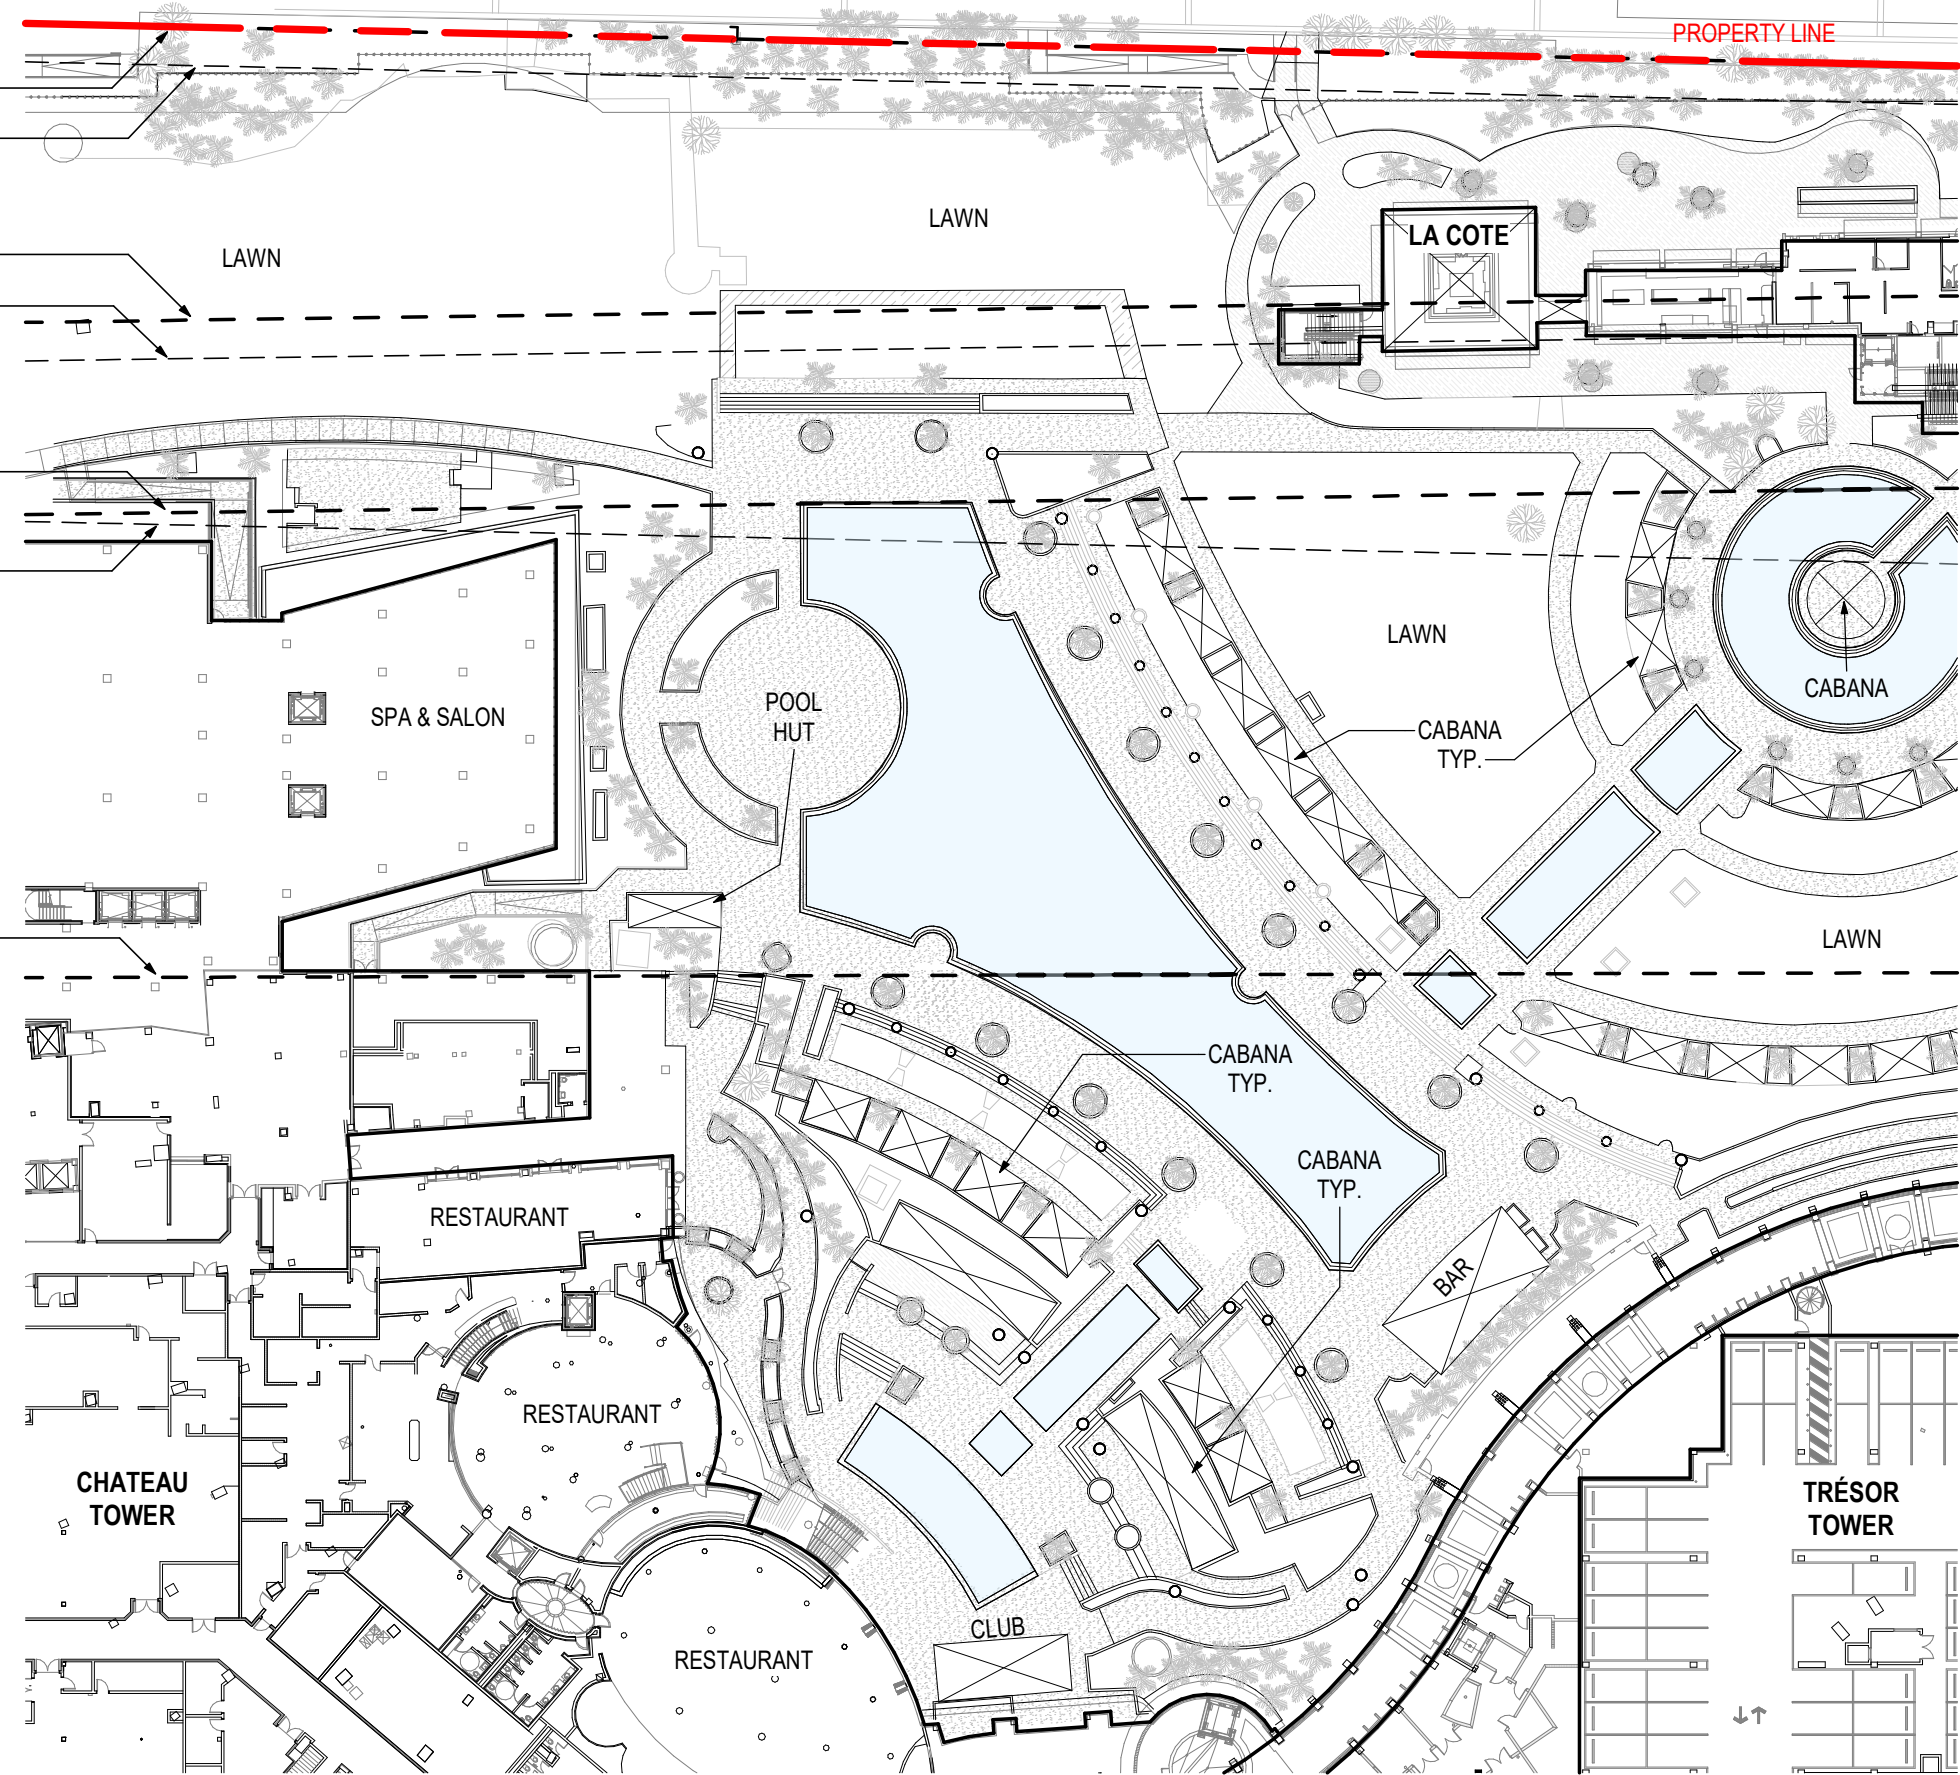 PROPERTY LINE
LAWN
LA COTE
LAWN
LAWN
CABANA
POOL
HUT
SPA & SALON
CABANA
TYP.
LAWN
CABANA
TYP.
CABANA
TYP.
RESTAURANT
BAR
RESTAURANT
CHATEAU
TOWER
TRÉSOR
TOWER
CLUB
RESTAURANT